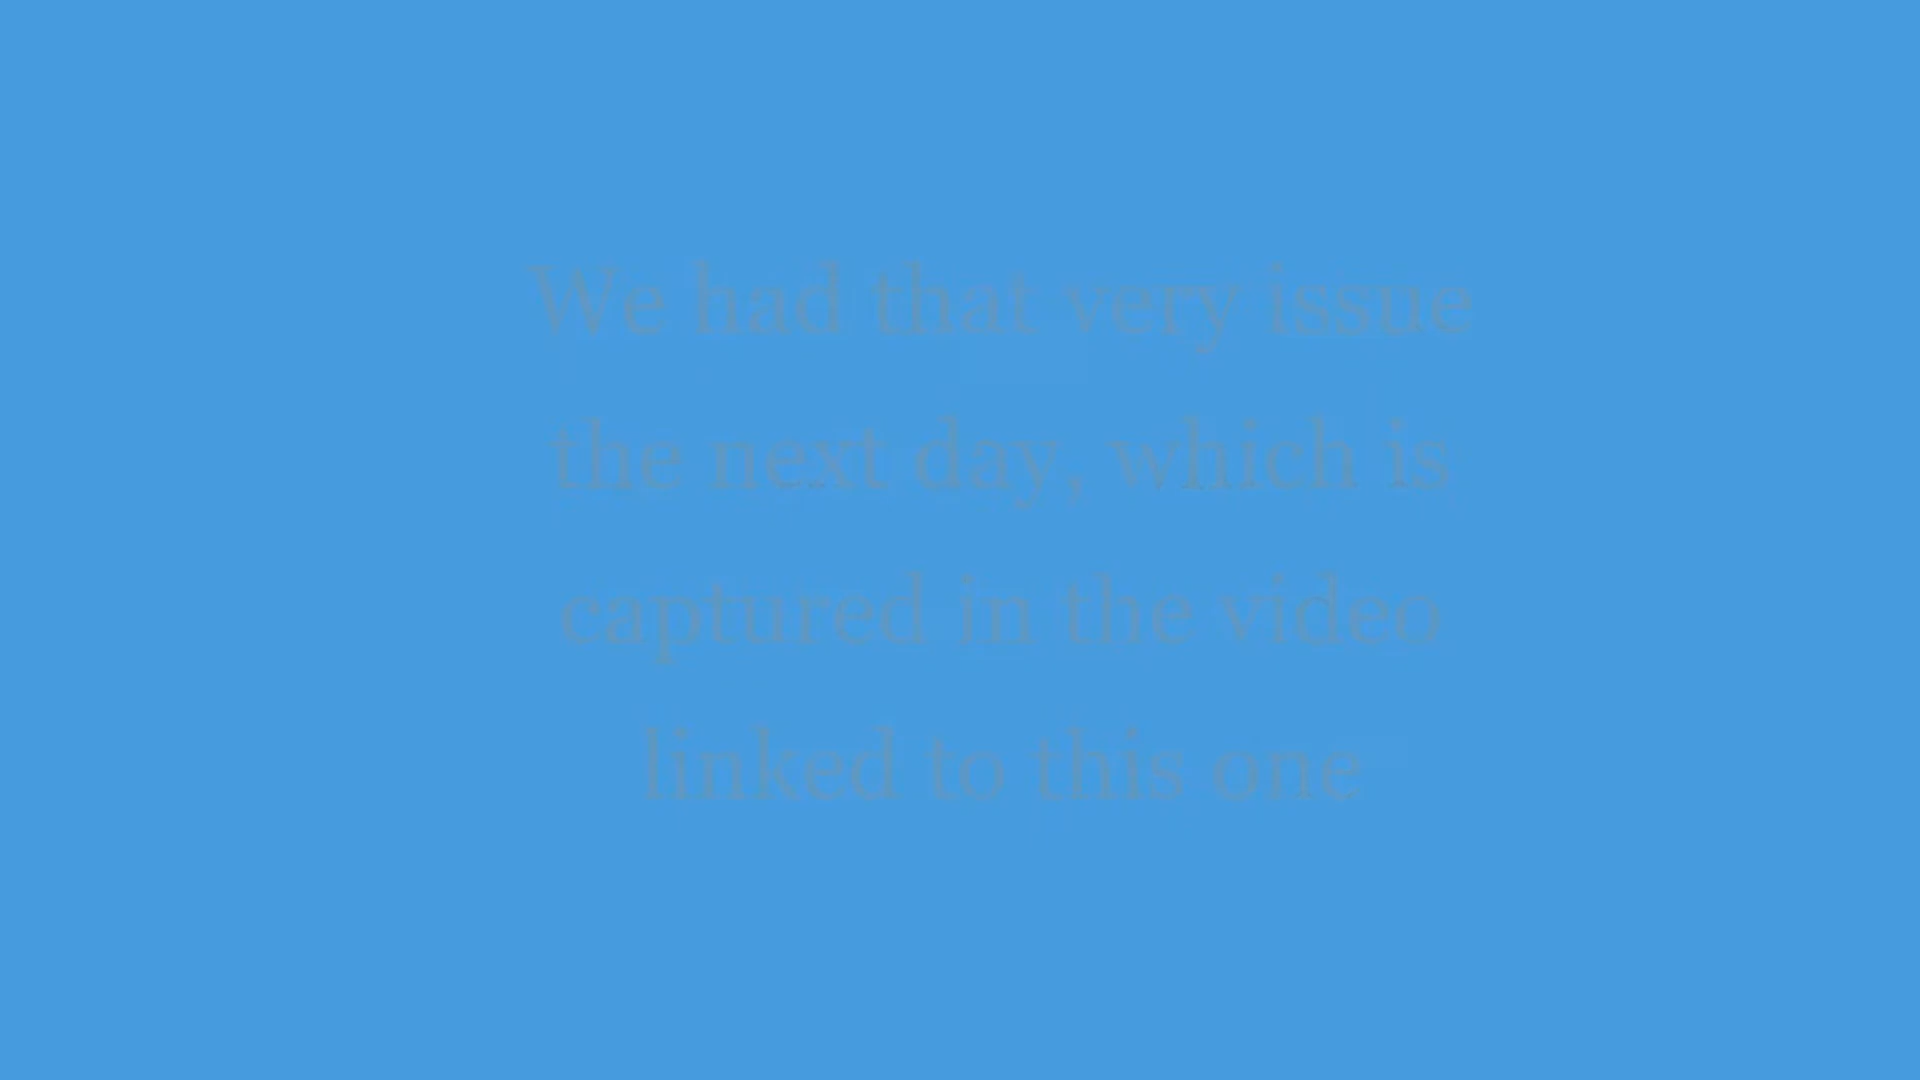 We had that very issue
the next day, which is
captured in the video
linked to this one